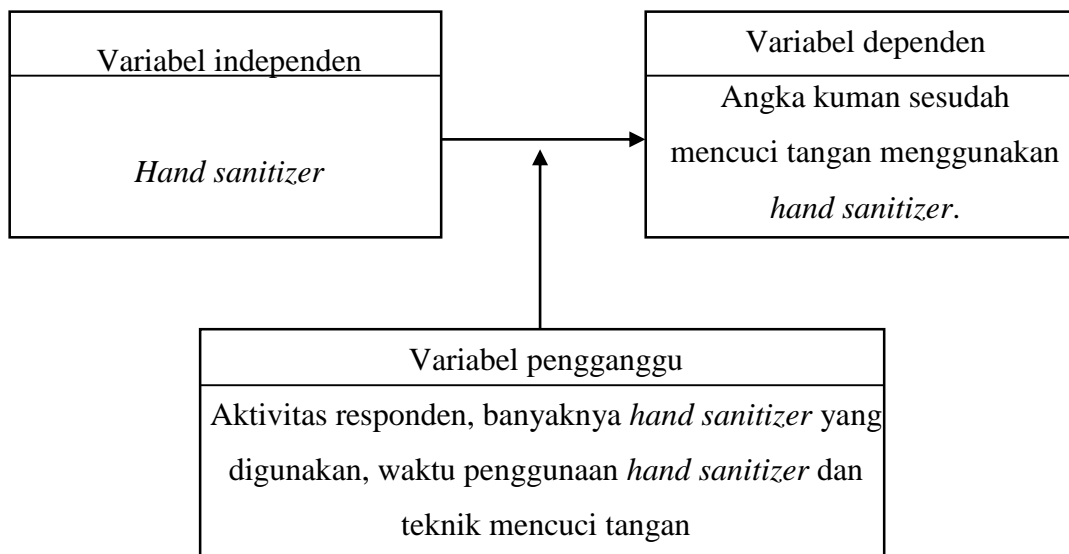 Variabel independen
Hand sanitizer
Variabel dependen
Angka kuman sesudah
mencuci tangan menggunakan
hand sanitizer.
Variabel pengganggu
Aktivitas responden, banyaknya hand sanitizer yang
digunakan, waktu penggunaan hand sanitizer dan
teknik mencuci tangan